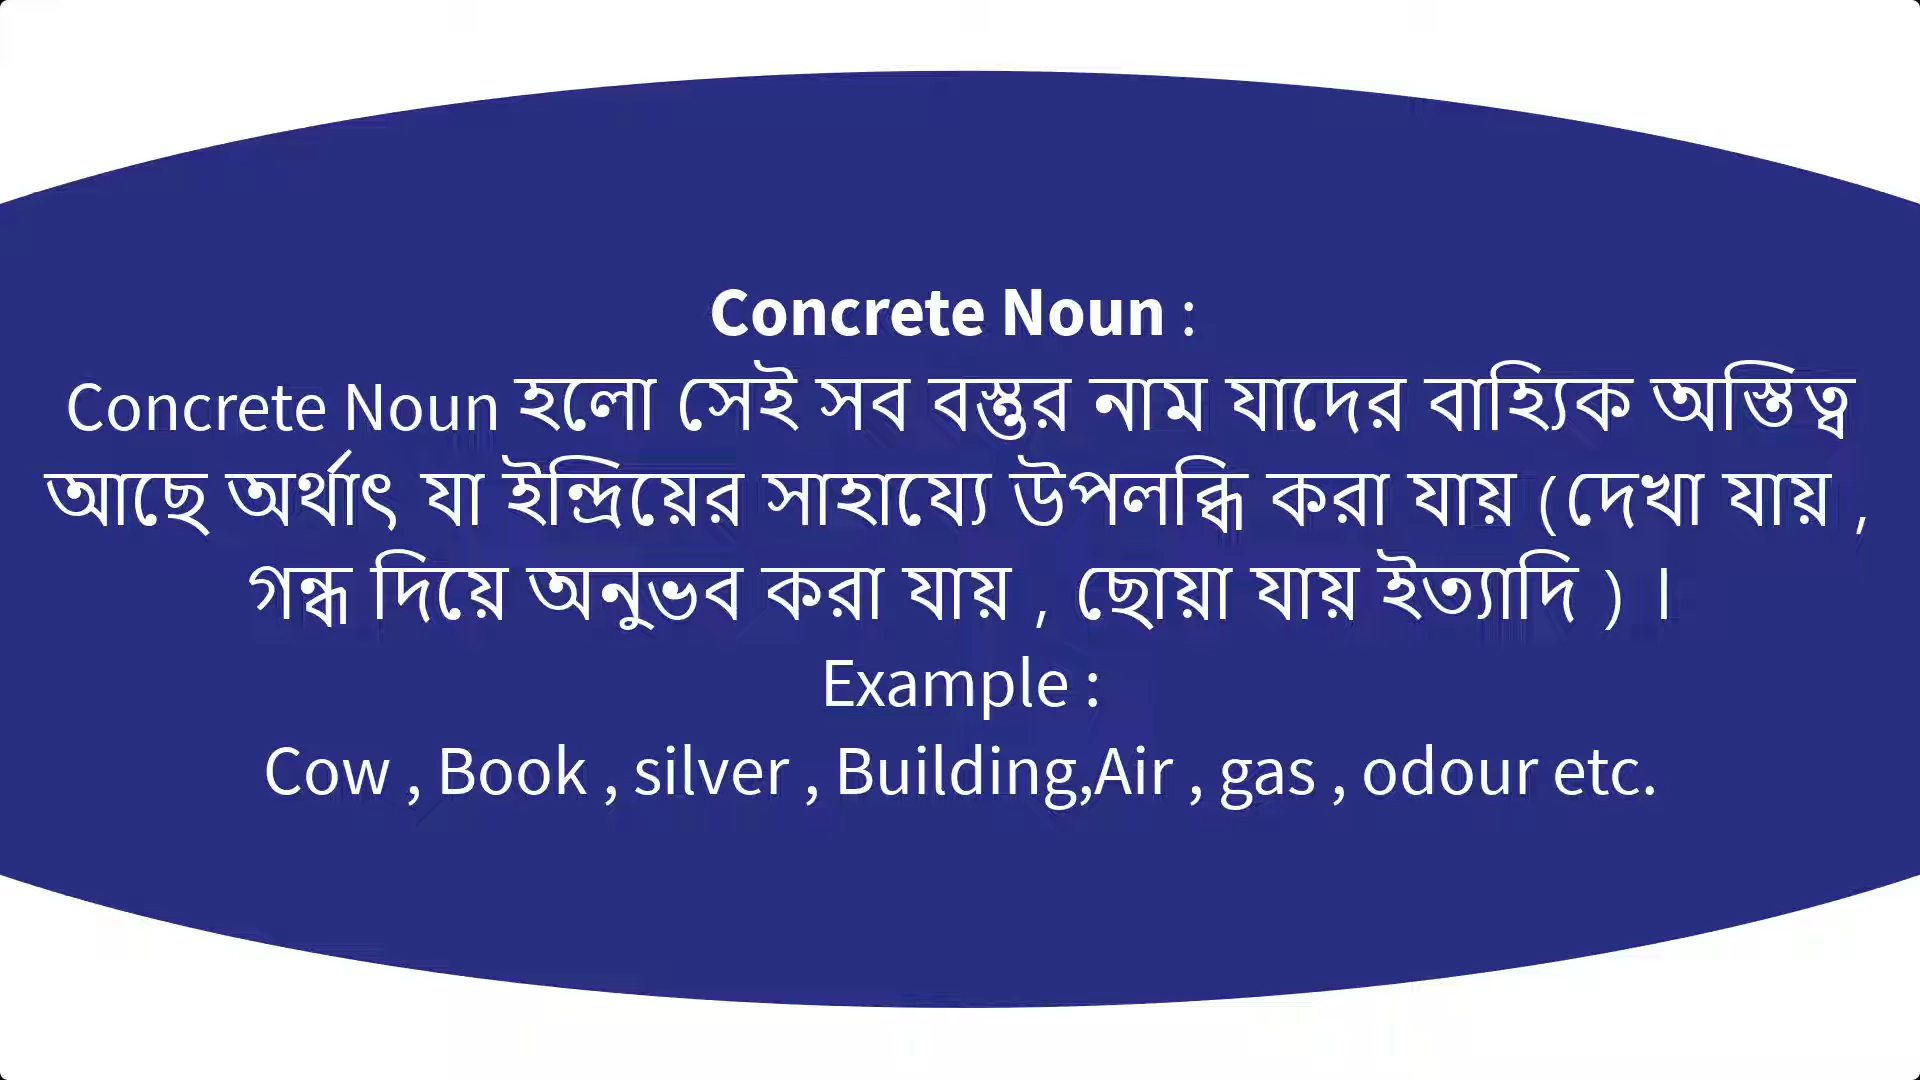 Concrete Noun :
Concrete Noun হলো সেই সব বস্তুর নাম যাদের বাহ্যিক অস্তিত্ব
আছে অর্থাৎ যা ইন্দ্রিয়ের সাহায্যে উপলব্ধি করা যায় (দেখা যায় ,
গন্ধ দিয়ে অনুভব করা যায় , ছোয়া যায় ইত্যাদি ) ।
Example :
Cow , Book , silver , Building,Air , gas , odour etc.